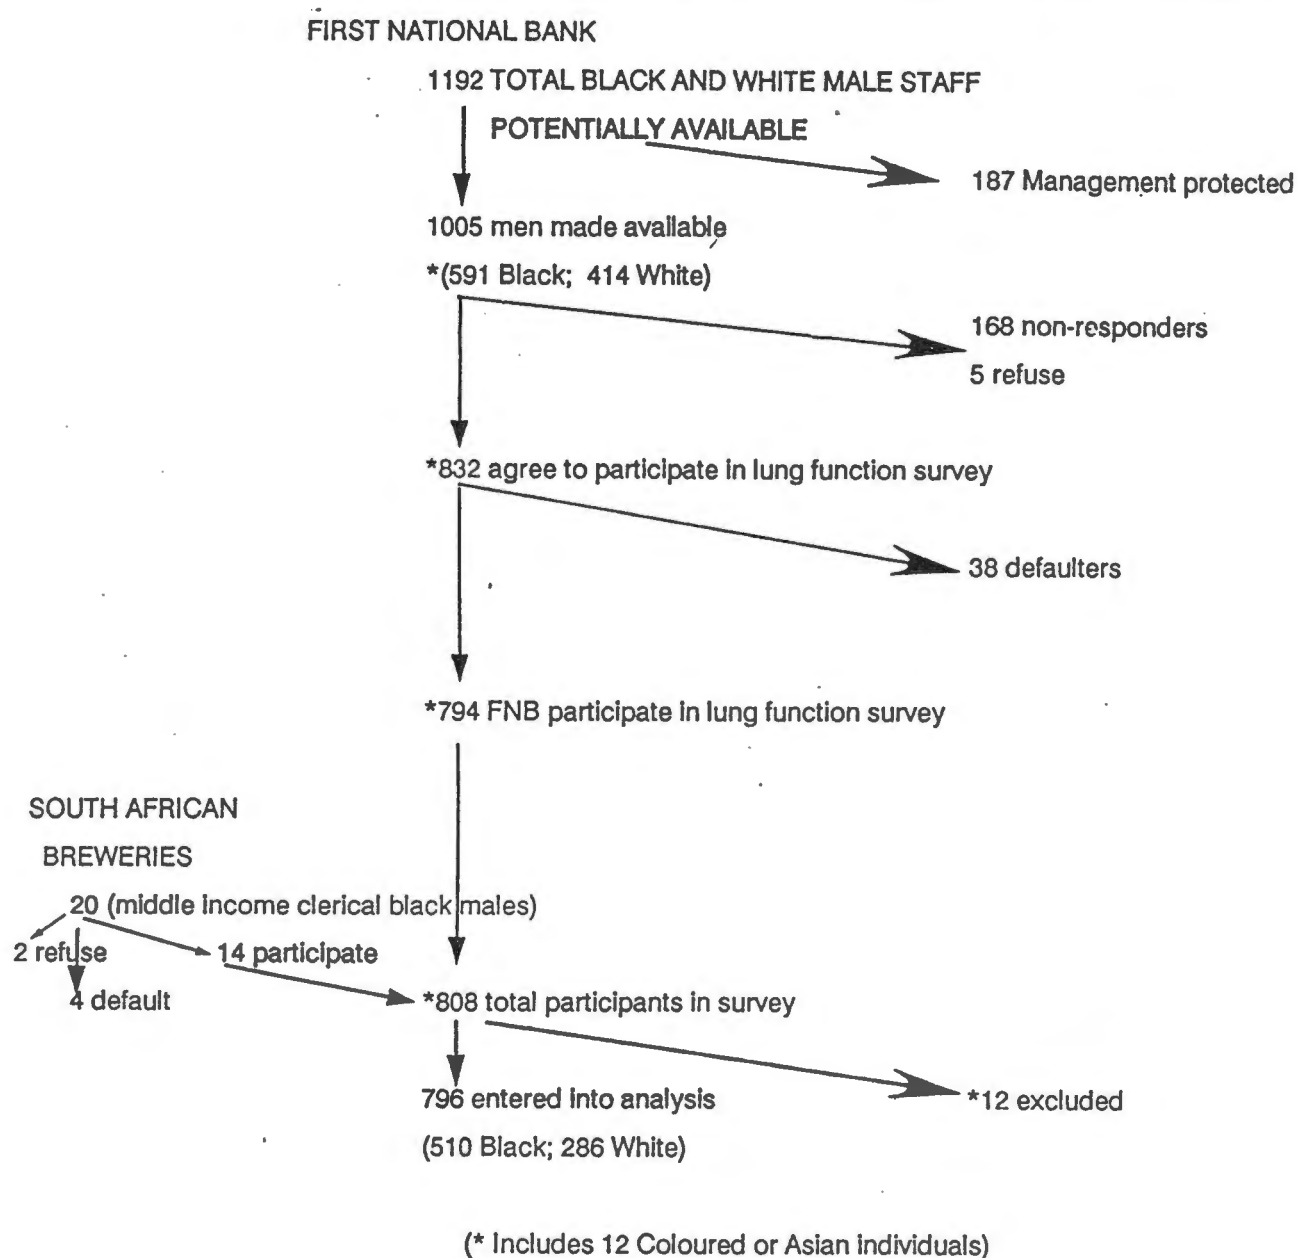 FIRST NATIONAL BANK
1192 TOTAL BLACK AND WHITE MALE STAFF
POTENTIALLY AVAILABLE
187 Management protected
1005 men made available
*(591 Black; 414 White)
168 non-responders
5 refuse
*832 agree to participate in lung function survey
38 defaulters
*794 FNB participate in lung function survey
SOUTH AFRICAN
BREWERIES
20 (middle income clerical black males)
2 refuse
14 participate
4 default
*808 total participants in survey
796 entered into analysis
*12 excluded
(510 Black; 286 White)
(* Includes 12 Coloured or Asian individuals)